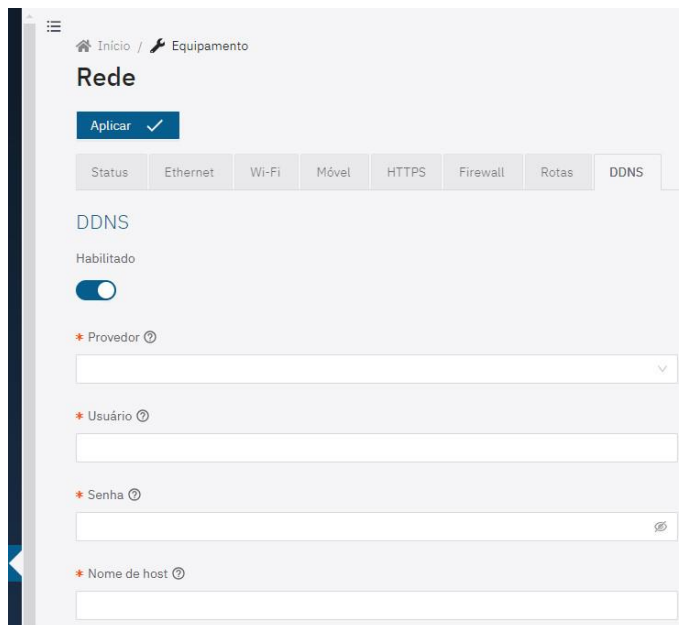 Início / Equipamento
Rede
Aplicar
Status Ethernet Wi-Fi Móvel HTTPS Firewall Rotas DDNS
DDNS
Habilitado
* Provedor
* Usuário
* Senha
* Nome de host